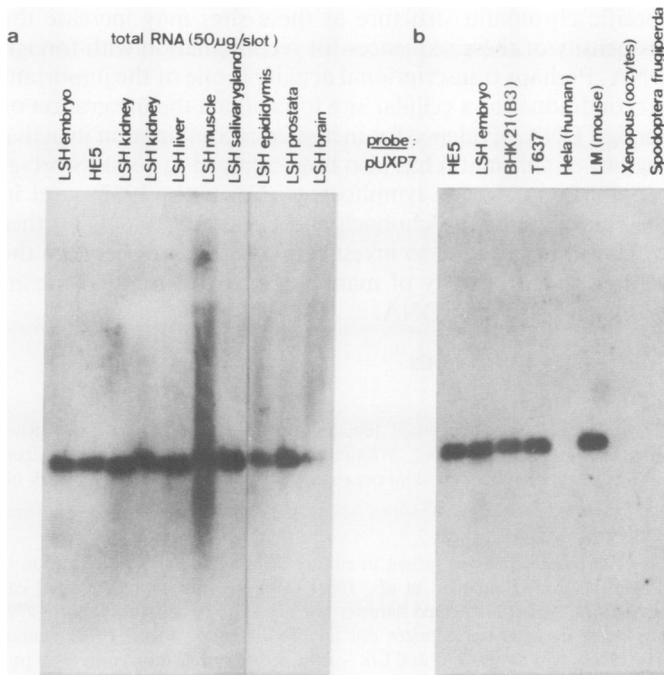 a
total RNA(50µg/slot)
LSH embryo
HE5
LSH kidney
LSH kidney
LSH liver
LSH muscle
LSH salivarygland
LSH epididymis
LSH prostata
LSH brain
b
probe:
pUXP7
HE5
LSH embryo
BHK21(B3)
T637
Hela(human)
LM(mouse)
Xenopus(oozytes)
Spodoptera frugiperda